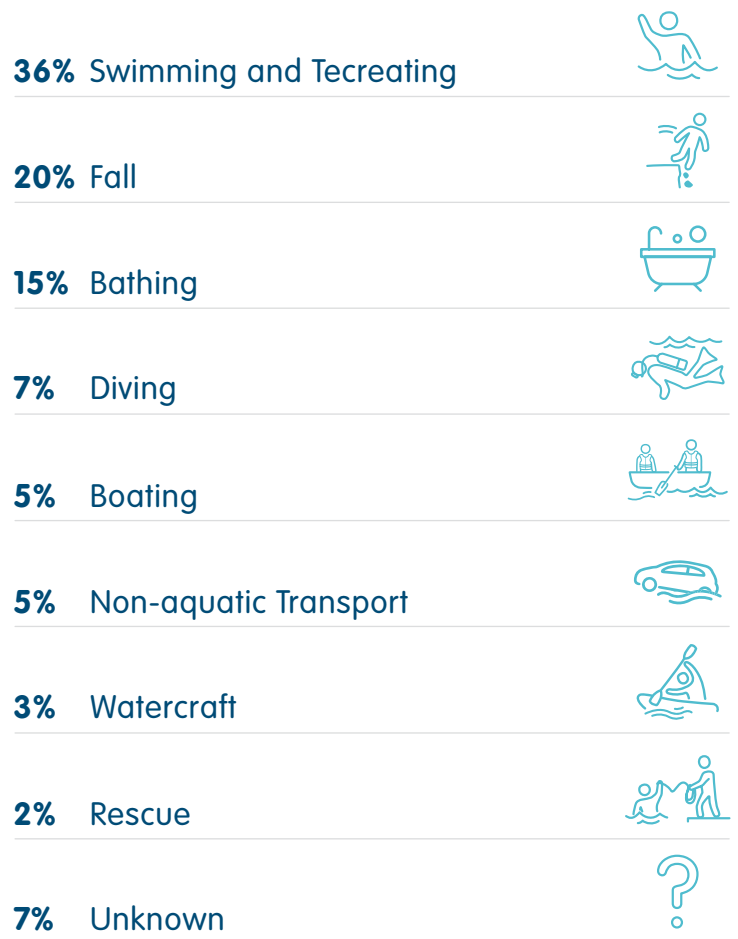 36% Swimming and Tecreating
20% Fall
15% Bathing
7% Diving
5% Boating
5% Non-aquatic Transport
3% Watercraft
2% Rescue
7% Unknown